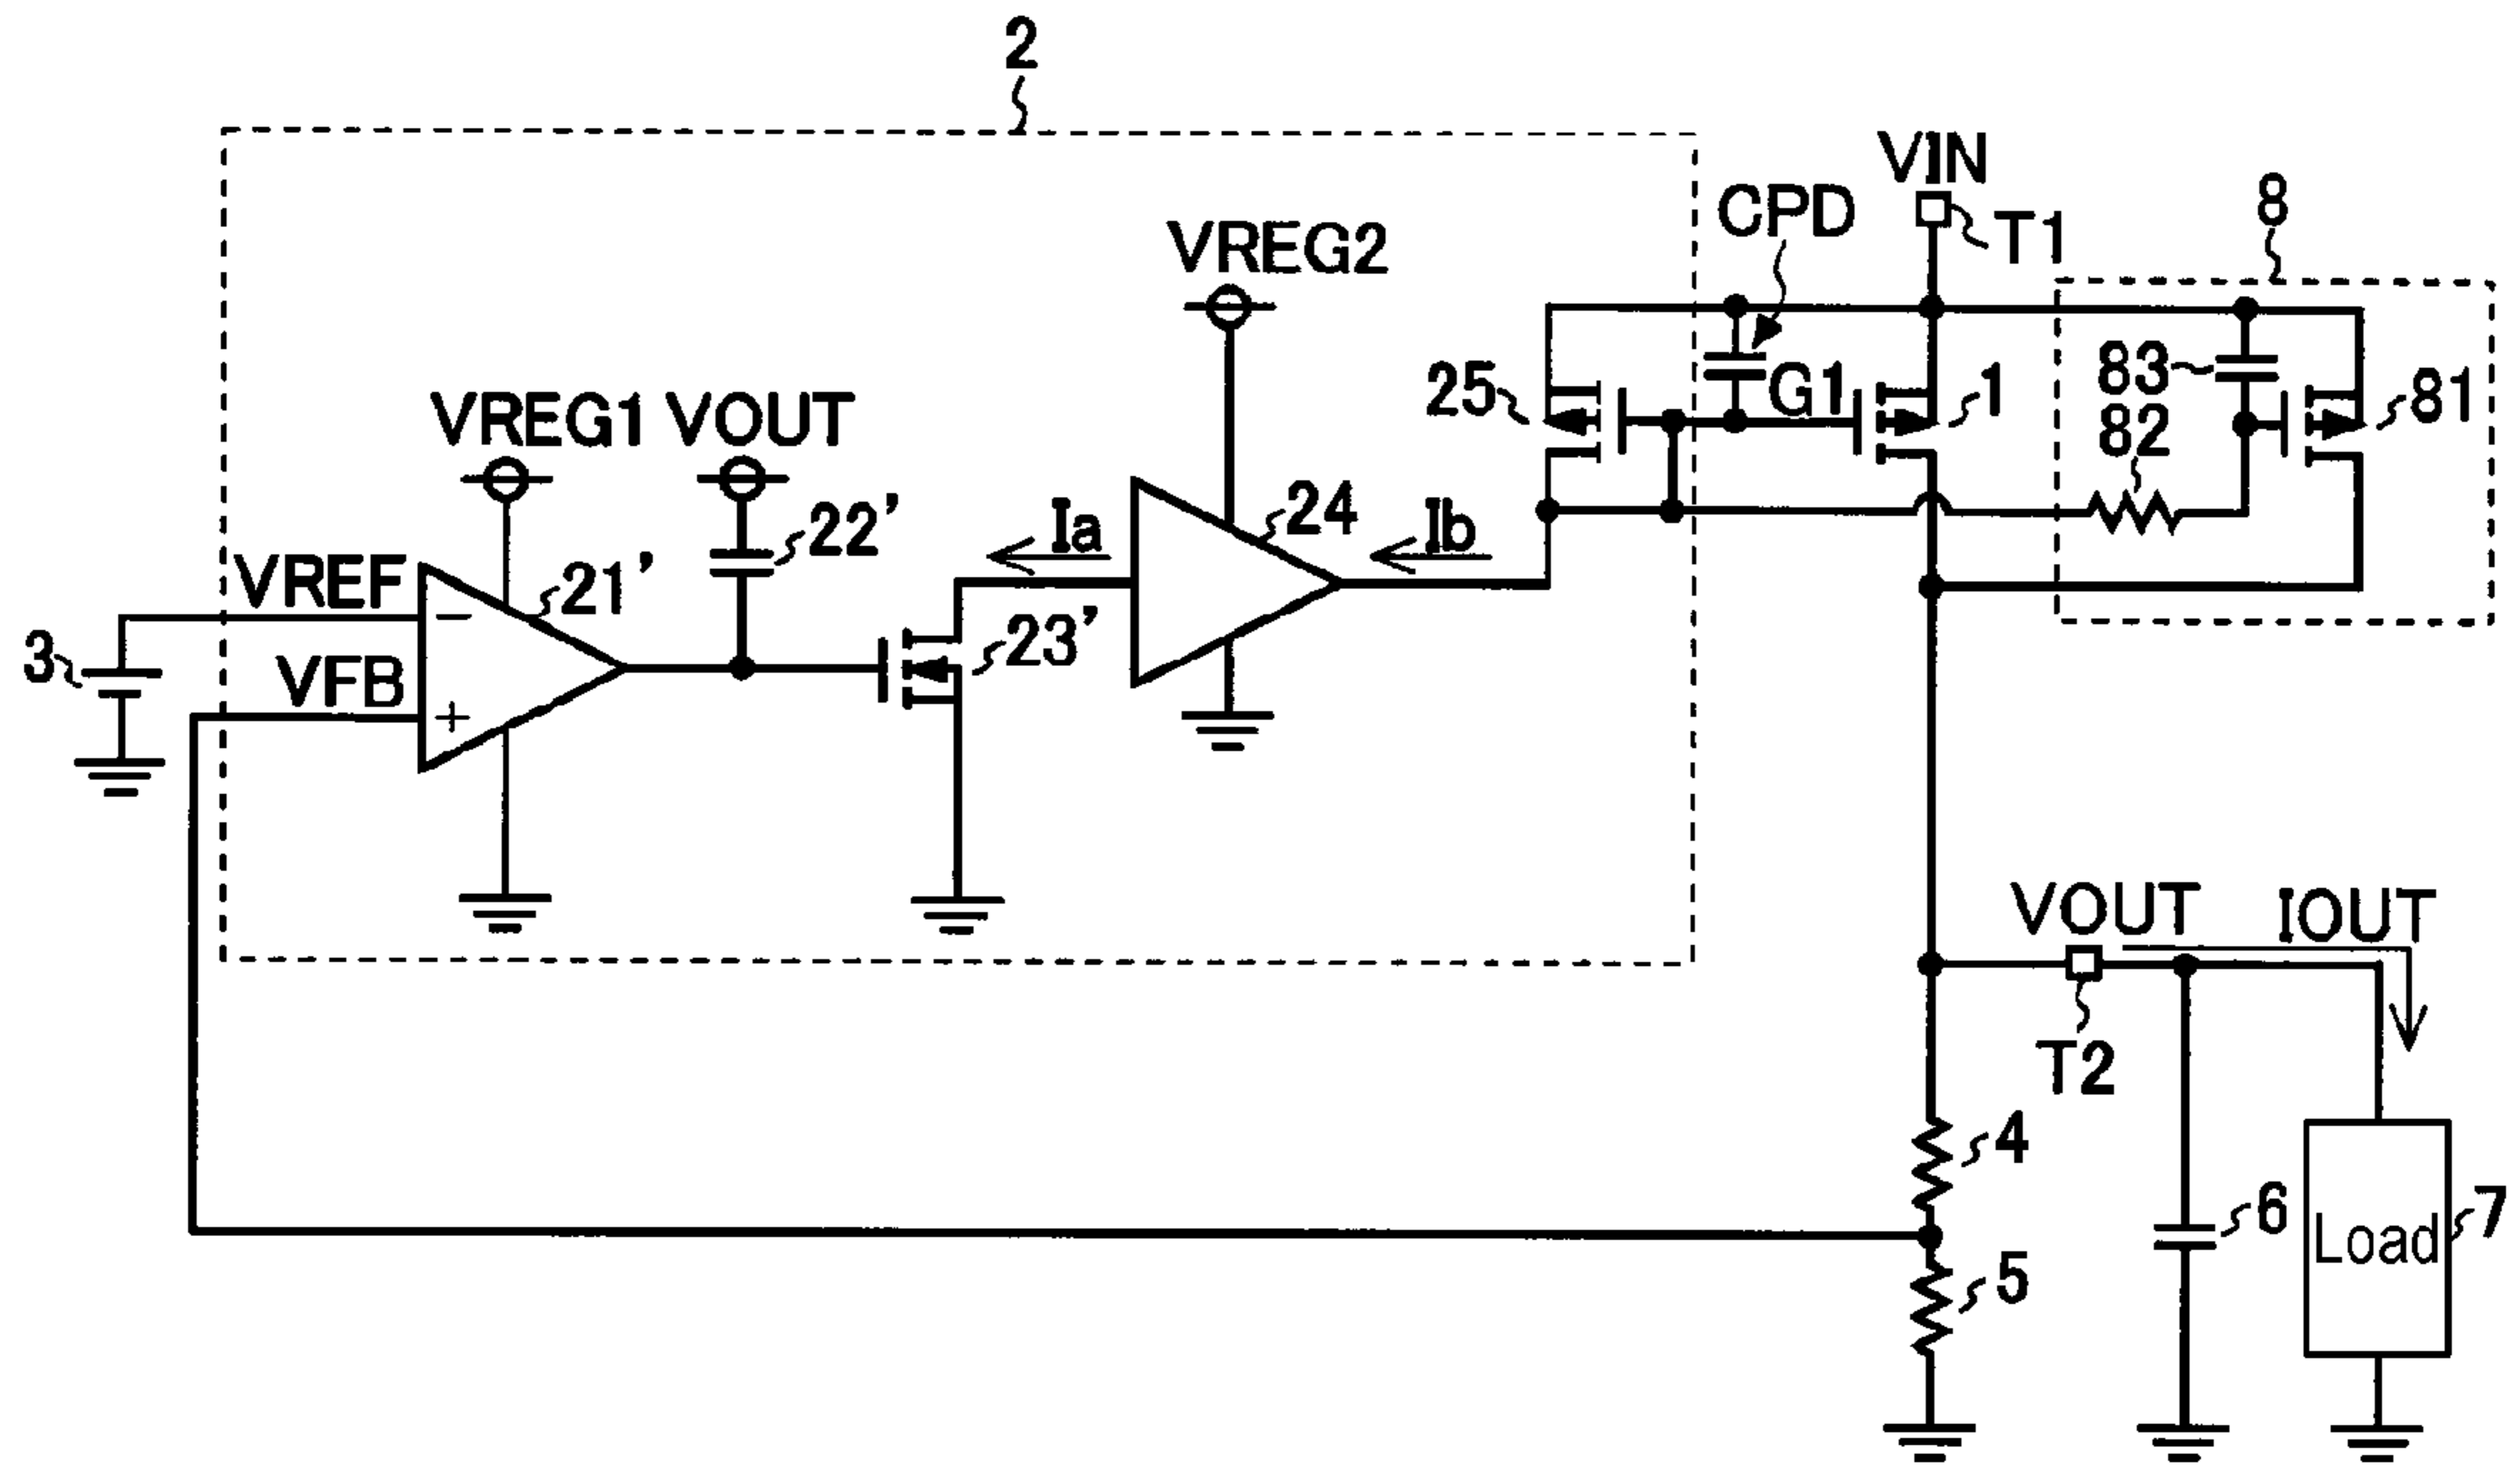 2
VIN
CPD
T1
8
VREG2
25
G1
1
83
82
81
VREG1
VOUT
22'
Ia
24
Ib
VREF
21'
23'
3
VFB
−
+
VOUT
IOUT
T2
4
6
Load
7
5